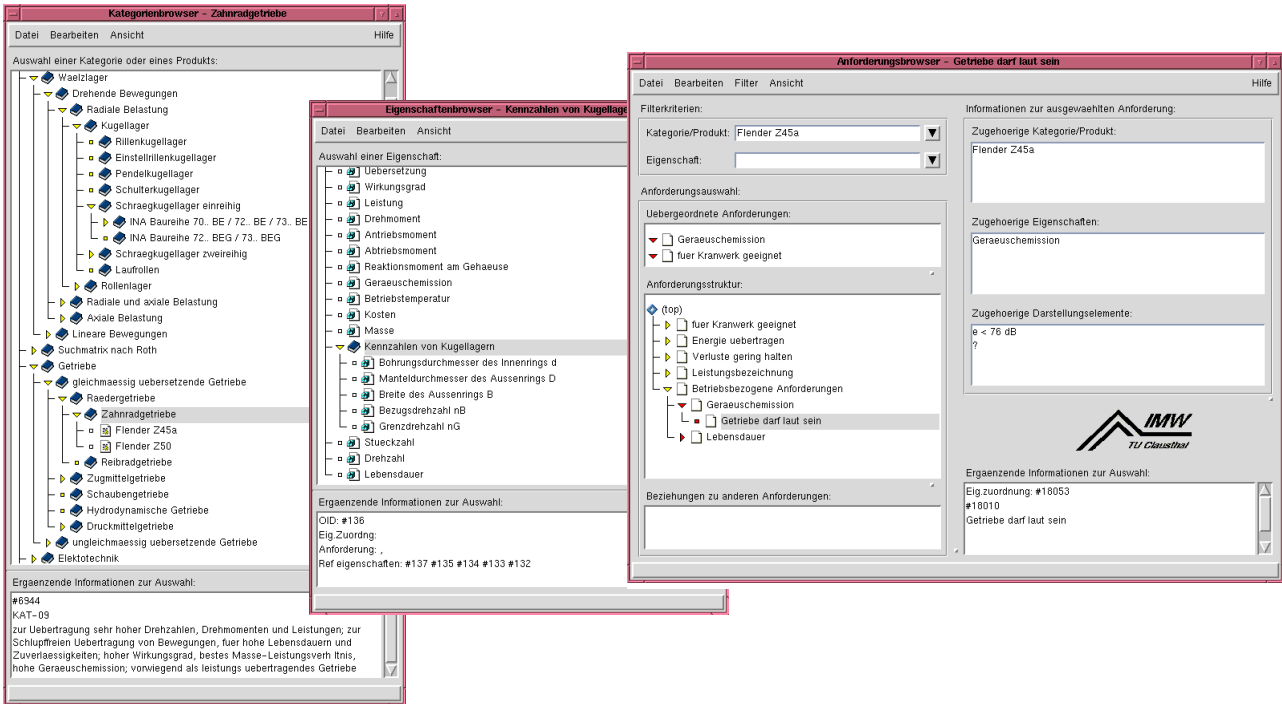 Kategorienbrowser - Zahnradgetriebe
Datei Bearbeiten Ansicht Hilfe
Auswahl einer Kategorie oder eines Produkts:
Waelzlager
Drehende Bewegungen
Radiale Belastung
Kugellager
Rillenkugellager
Einstellrillenkugellager
Pendelkugellager
Schulterkugellager
Schraegkugellager einreihig
INA Baureihe 70.. BE / 72.. BE / 73.. BE
INA Baureihe 72.. BEG / 73.. BEG
Schraegkugellager zweireihig
Laufrollen
Rollenlager
Radiale und axiale Belastung
Axiale Belastung
Lineare Bewegungen
Suchmatrix nach Roth
Getriebe
gleichmaessig uebersetzende Getriebe
Raedergetriebe
Zahnradgetriebe
Flender Z45a
Flender Z50
Reibradgetriebe
Zugmittelgetriebe
Schaubengetriebe
Hydrodynamische Getriebe
Druckmittelgetriebe
ungleichmaessig uebersetzende Getriebe
Elektotechnik
Ergaenzende Informationen zur Auswahl:
#6944
KAT-09
zur Uebertragung sehr hoher Drehzahlen, Drehmomenten und Leistungen; zur
Schlupffreien Uebertragung von Bewegungen, fuer hohe Lebensdauern und
Zuverlaessigkeiten; hoher Wirkungsgrad, bestes Masse-Leistungsverh ltnis,
hohe Geraeuschemission; vorwiegend als leistungs uebertragendes Getriebe
Eigenschaftenbrowser - Kennzahlen von Kugellage
Datei Bearbeiten Ansicht
Auswahl einer Eigenschaft:
Uebersetzung
Wirkungsgrad
Leistung
Drehmoment
Antriebsmoment
Abtriebsmoment
Reaktionsmoment am Gehaeuse
Geraeuschemission
Betriebstemperatur
Kosten
Masse
Kennzahlen von Kugellagern
Bohrungsdurchmesser des Innenrings d
Manteldurchmesser des Aussenrings D
Breite des Aussenrings B
Bezugsdrehzahl nB
Grenzdrehzahl nG
Stueckzahl
Drehzahl
Lebensdauer
Ergaenzende Informationen zur Auswahl:
OID: #136
Eig.Zuordng:
Anforderung: ,
Ref eigenschaften: #137 #135 #134 #133 #132
Anforderungsbrowser - Getriebe darf laut sein
Datei Bearbeiten Filter Ansicht Hilfe
Filterkriterien:
Kategorie/Produkt: Flender Z45a
Eigenschaft:
Anforderungsauswahl:
Uebergeordnete Anforderungen:
Geraeuschemission
fuer Kranwerk geeignet
Anforderungsstruktur:
(top)
fuer Kranwerk geeignet
Energie uebertragen
Verluste gering halten
Leistungsbezeichnung
Betriebsbezogene Anforderungen
Geraeuschemission
Getriebe darf laut sein
Lebensdauer
Beziehungen zu anderen Anforderungen:
Informationen zur ausgewaehlten Anforderung:
Zugehoerige Kategorie/Produkt:
Flender Z45a
Zugehoerige Eigenschaften:
Geraeuschemission
Zugehoerige Darstellungselemente:
e < 76 dB
?
IMW
TU Clausthal
Ergaenzende Informationen zur Auswahl:
Eig.zuordnung: #18053
#18010
Getriebe darf laut sein